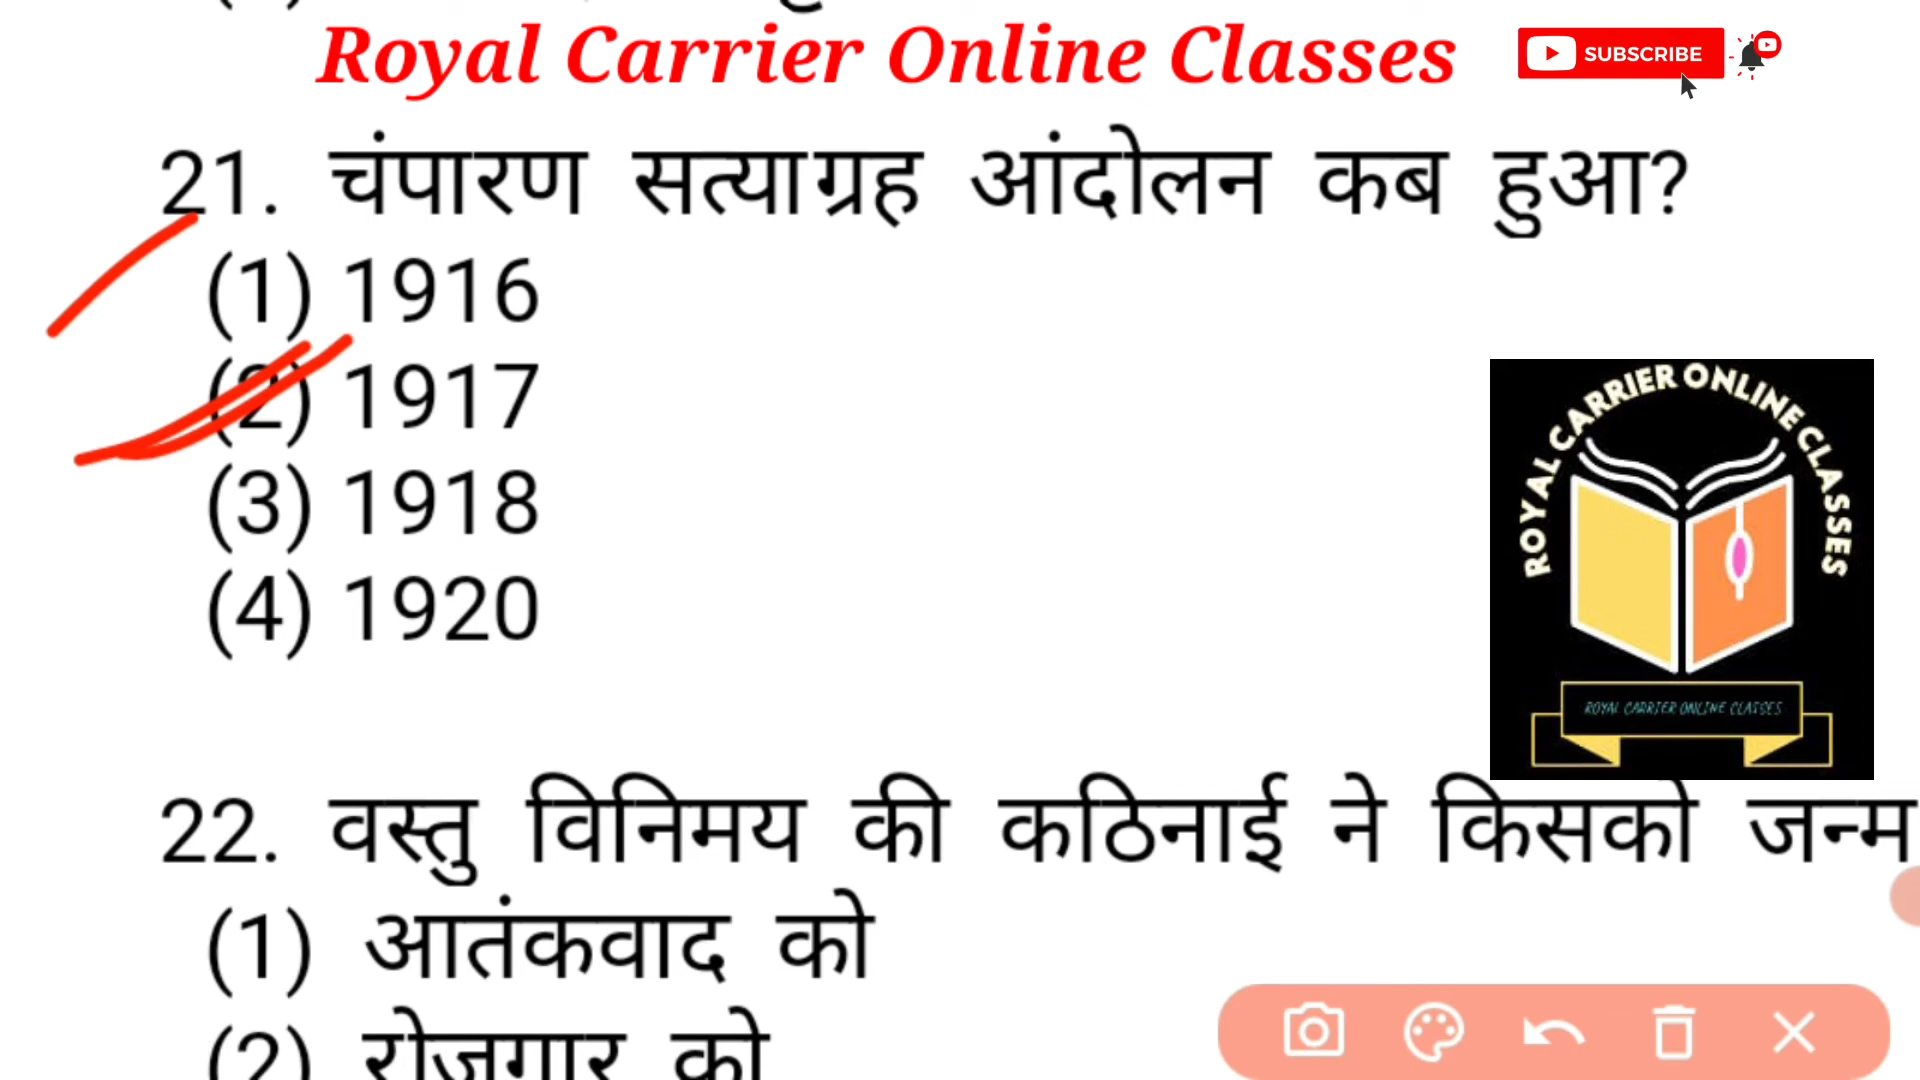 Royal Carrier Online Classes
SUBSCRIBE
21. चंपारण सत्याग्रह आंदोलन कब हुआ?
(1) 1916
(2) 1917
(3) 1918
(4) 1920
ROYAL CARRIER ONLINE CLASSES
ROYAL CARRIER ONLINE CLASSES
22. वस्तु विनिमय की कठिनाई ने किसको जन्म
(1) आतंकवाद को
(2) रोजगार को